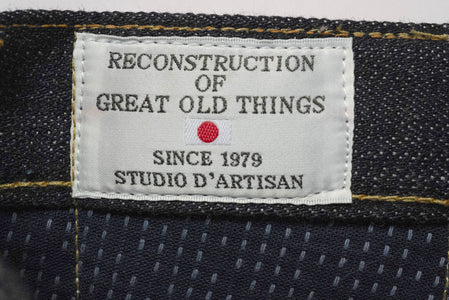 RECONSTRUCTION
OF
GREAT OLD THINGS
SINCE 1979
STUDIO D'ARTISAN